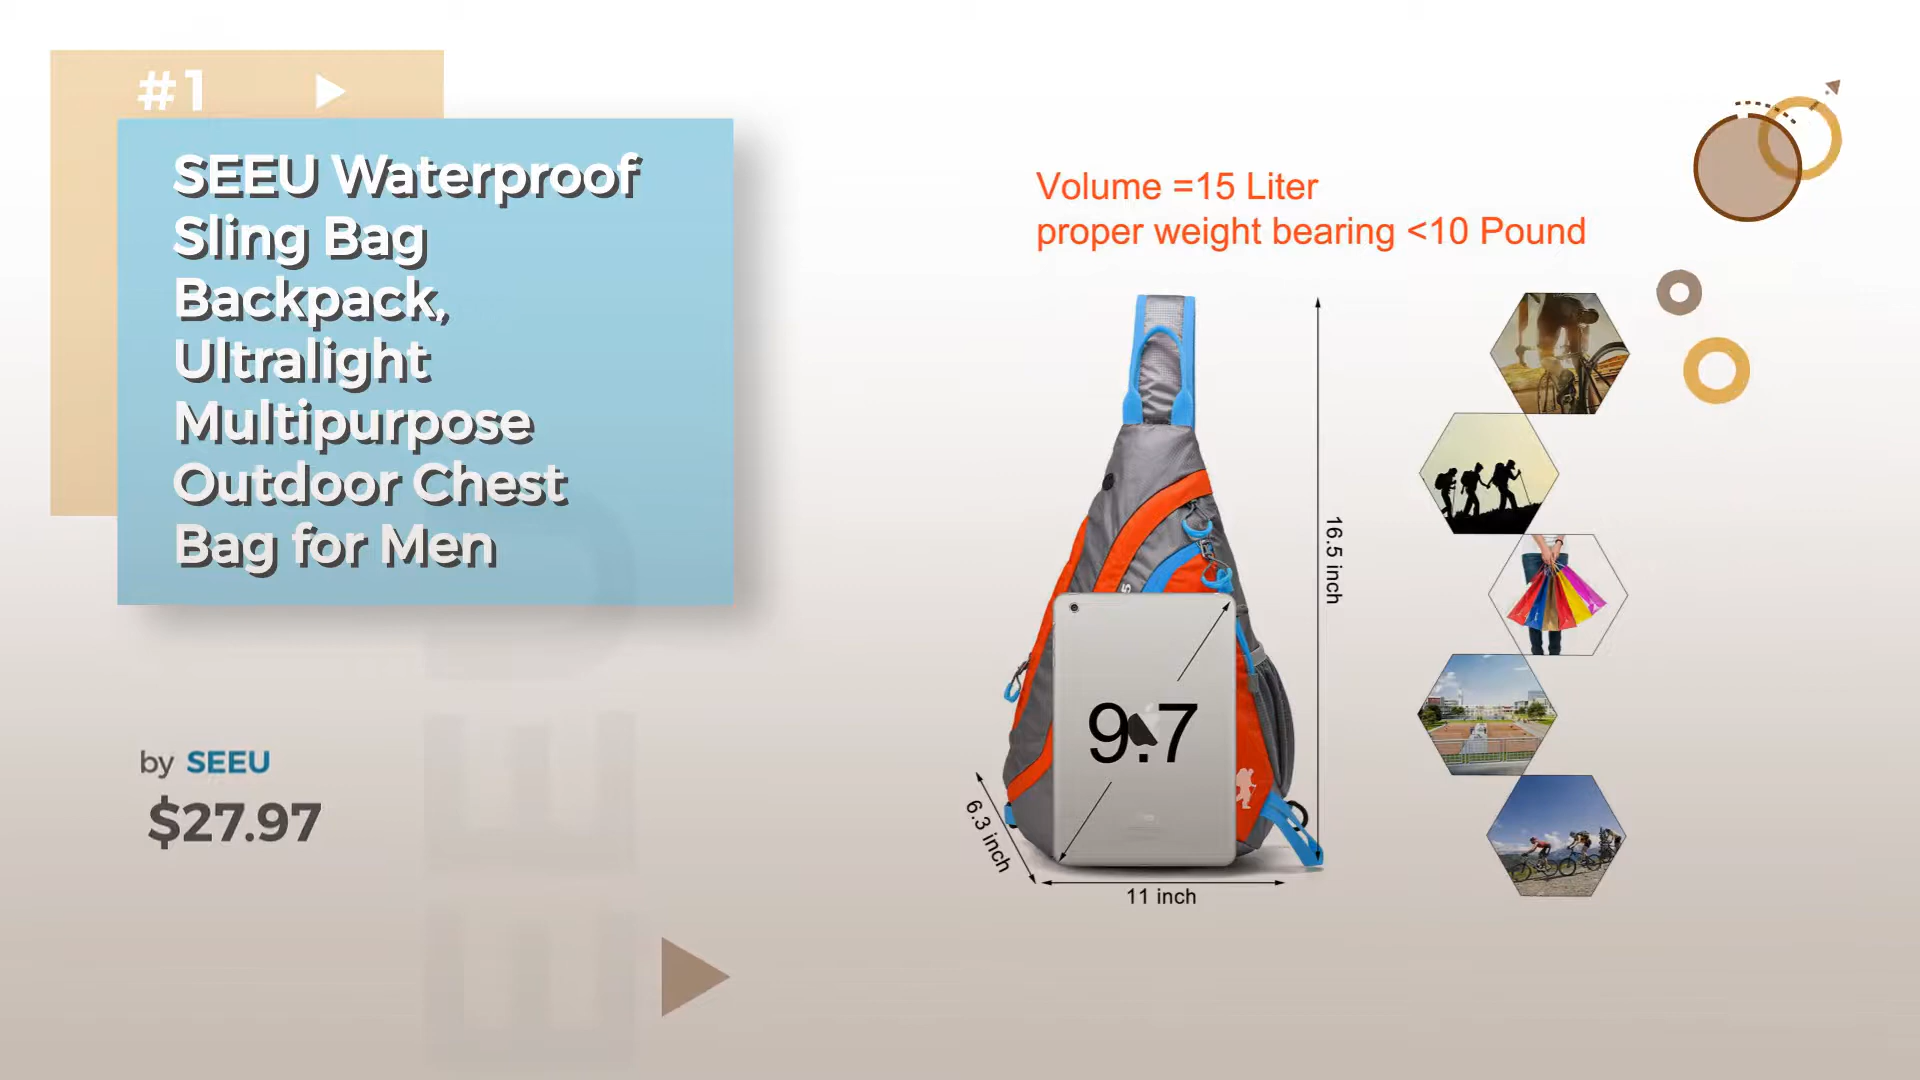 #1
SEEU Waterproof
Sling Bag
Backpack,
Ultralight
Multipurpose
Outdoor Chest
Bag for Men
by SEEU
$27.97
Volume =15 Liter
proper weight bearing <10 Pound
16.5 inch
9.7
6.3 inch
11 inch